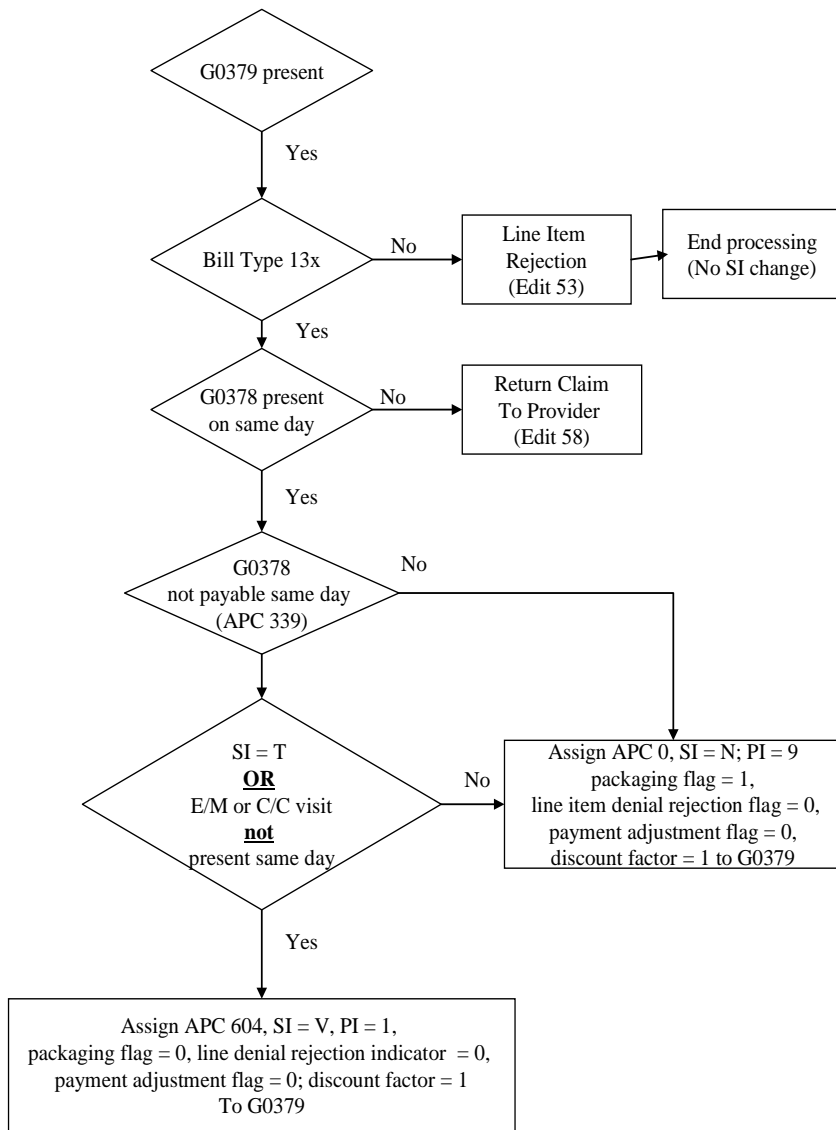 G0379 present
Yes
Bill Type 13x
No
Line Item
Rejection
(Edit 53)
End processing
(No SI change)
Yes
G0378 present
on same day
No
Return Claim
To Provider
(Edit 58)
Yes
G0378
not payable same day
(APC 339)
No
SI = T
OR
E/M or C/C visit
not
present same day
No
Assign APC 0, SI = N; PI = 9
packaging flag = 1,
line item denial rejection flag = 0,
payment adjustment flag = 0,
discount factor = 1 to G0379
Yes
Assign APC 604, SI = V, PI = 1,
packaging flag = 0, line denial rejection indicator = 0,
payment adjustment flag = 0; discount factor = 1
To G0379